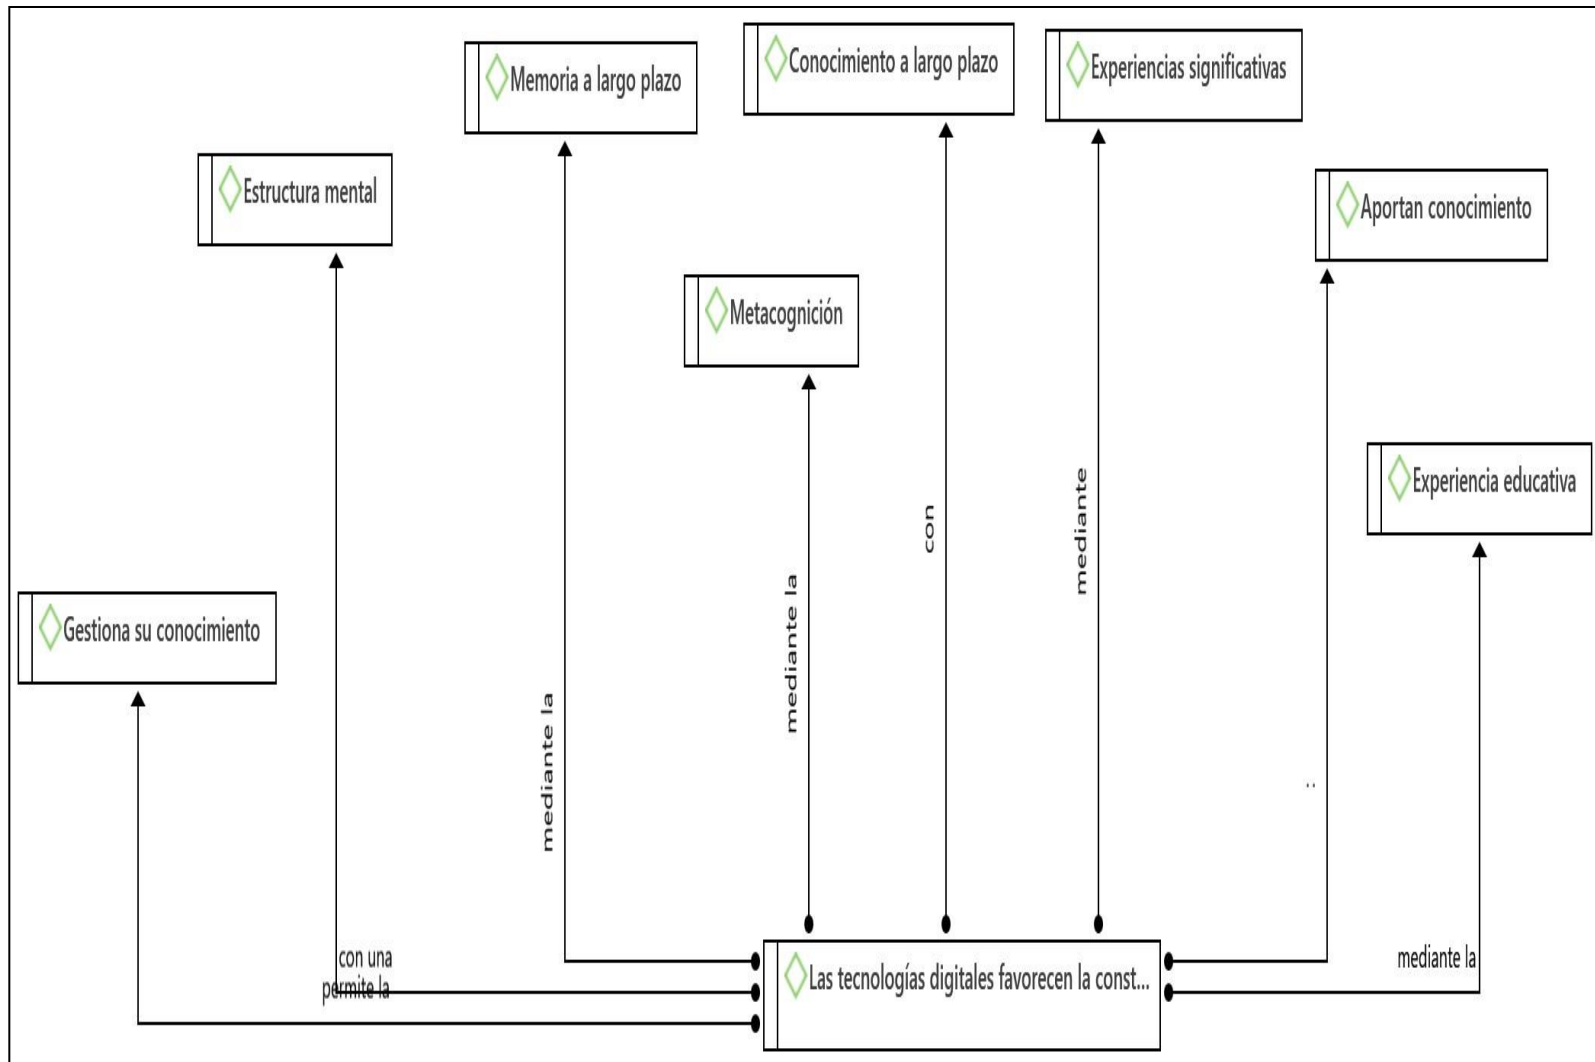 Conocimiento a largo plazo
Experiencias significativas
Memoria a largo plazo
Estructura mental
Aportan conocimiento
Metacognición
Experiencia educativa
mediante
con
Gestiona su conocimiento
mediante la
mediante la
..
con una
mediante la
permite la
Las tecnologías digitales favorecen la const...